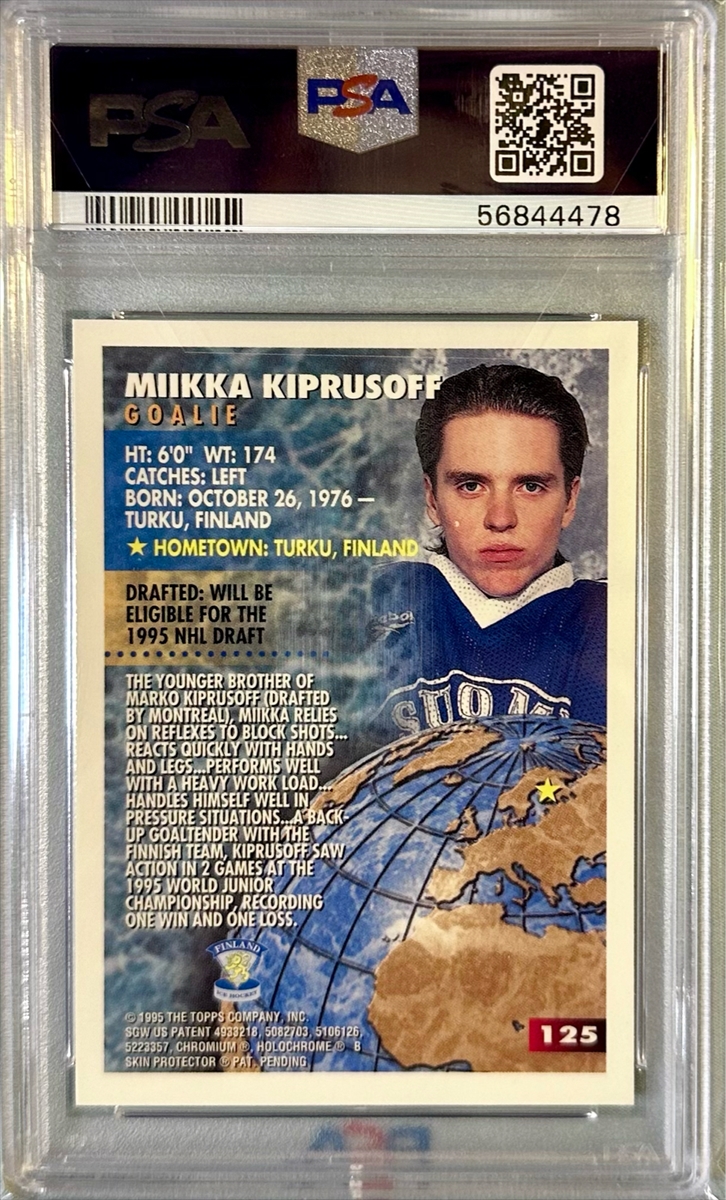 PSA
PSA
56844478
MIIKKA KIPRUSOFF
GOALIE
HT: 6'0" WT: 174
CATCHES: LEFT
BORN: OCTOBER 26, 1976 —
TURKU, FINLAND
★ HOMETOWN: TURKU, FINLAND
DRAFTED: WILL BE
ELIGIBLE FOR THE
1995 NHL DRAFT
THE YOUNGER BROTHER OF
MARKO KIPRUSOFF (DRAFTED
BY MONTREAL), MIIKKA RELIES
ON REFLEXES TO BLOCK SHOTS...
REACTS QUICKLY WITH HANDS
AND LEGS...PERFORMS WELL
WITH A HEAVY WORK LOAD...
HANDLES HIMSELF WELL IN
PRESSURE SITUATIONS...A BACK-
UP GOALTENDER WITH THE
FINNISH TEAM, KIPRUSOFF SAW
ACTION IN 2 GAMES AT THE
1995 WORLD JUNIOR
CHAMPIONSHIP, RECORDING
ONE WIN AND ONE LOSS.
SUOMI
FINLAND
ICE HOCKEY
© 1995 THE TOPPS COMPANY, INC.
SGW US PATENT 4933218, 5082703, 5106126,
5223357, CHROMIUM ®, HOLOCHROME ® B
SKIN PROTECTOR ® PAT. PENDING
125